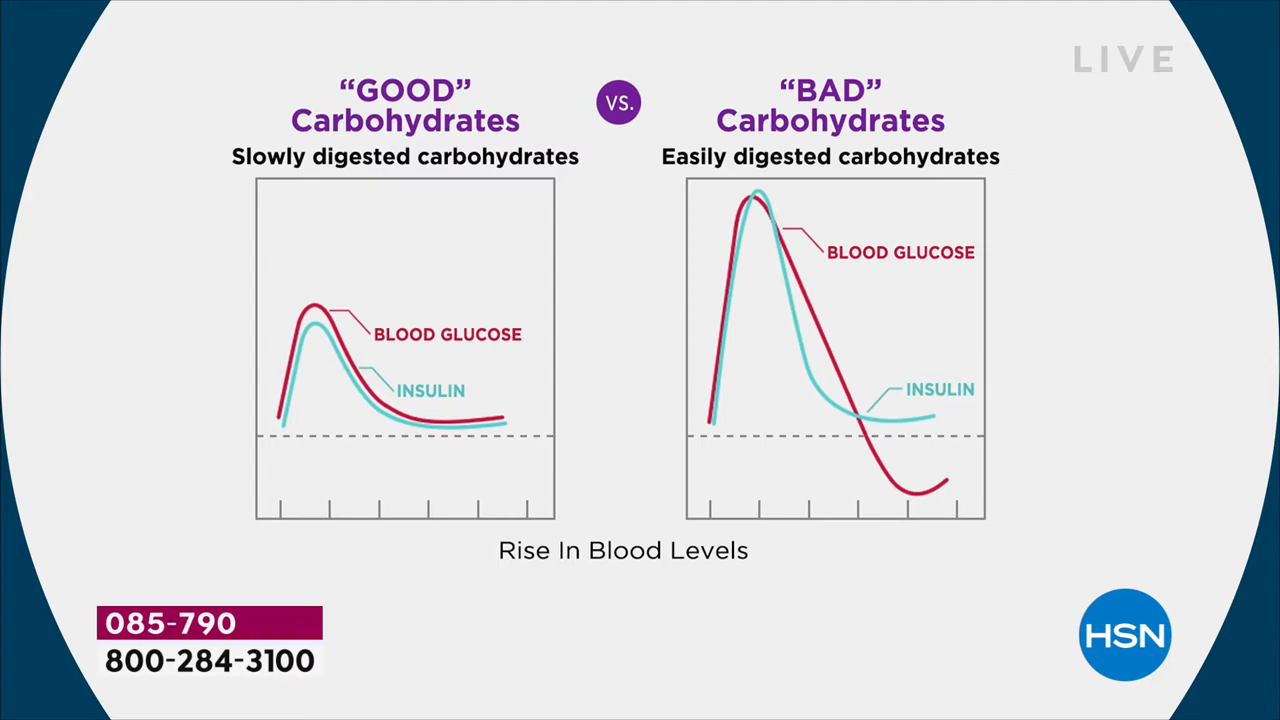 LIVE
“GOOD”
Carbohydrates
Slowly digested carbohydrates
VS.
“BAD”
Carbohydrates
Easily digested carbohydrates
BLOOD GLUCOSE
INSULIN
BLOOD GLUCOSE
INSULIN
Rise In Blood Levels
085-790
800-284-3100
HSN